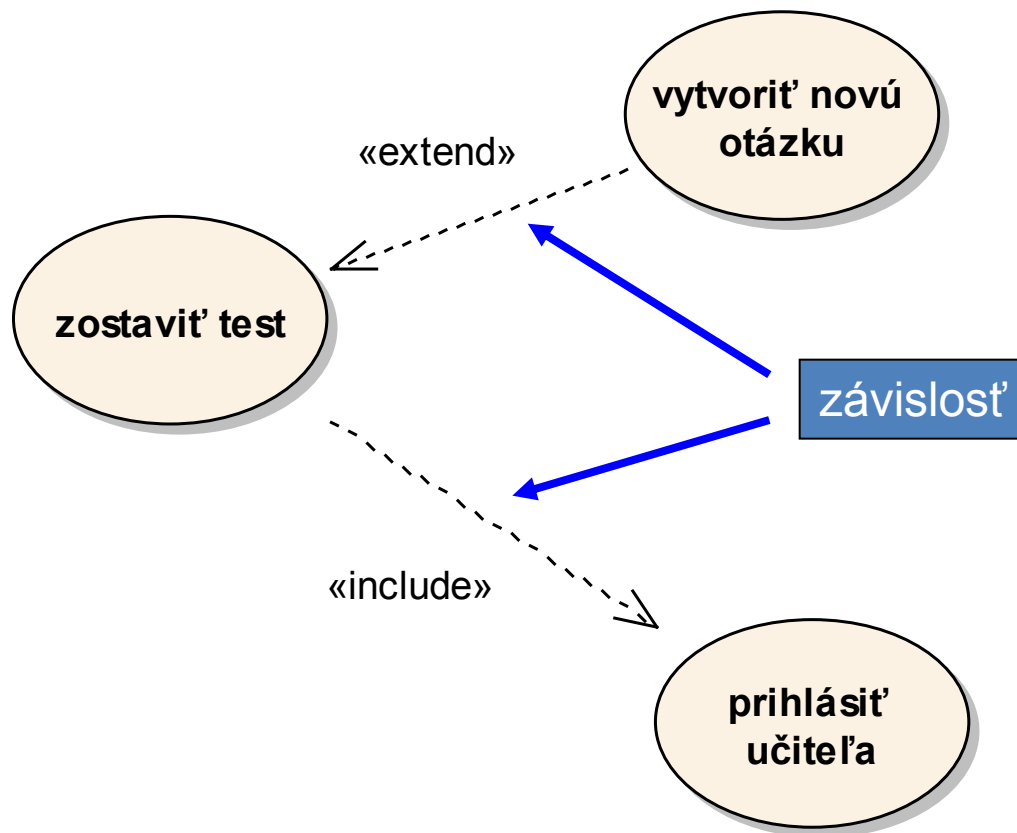 vytvoriť novú
otázku
«extend»
zostaviť test
závislosť
«include»
prihlásiť
učiteľa